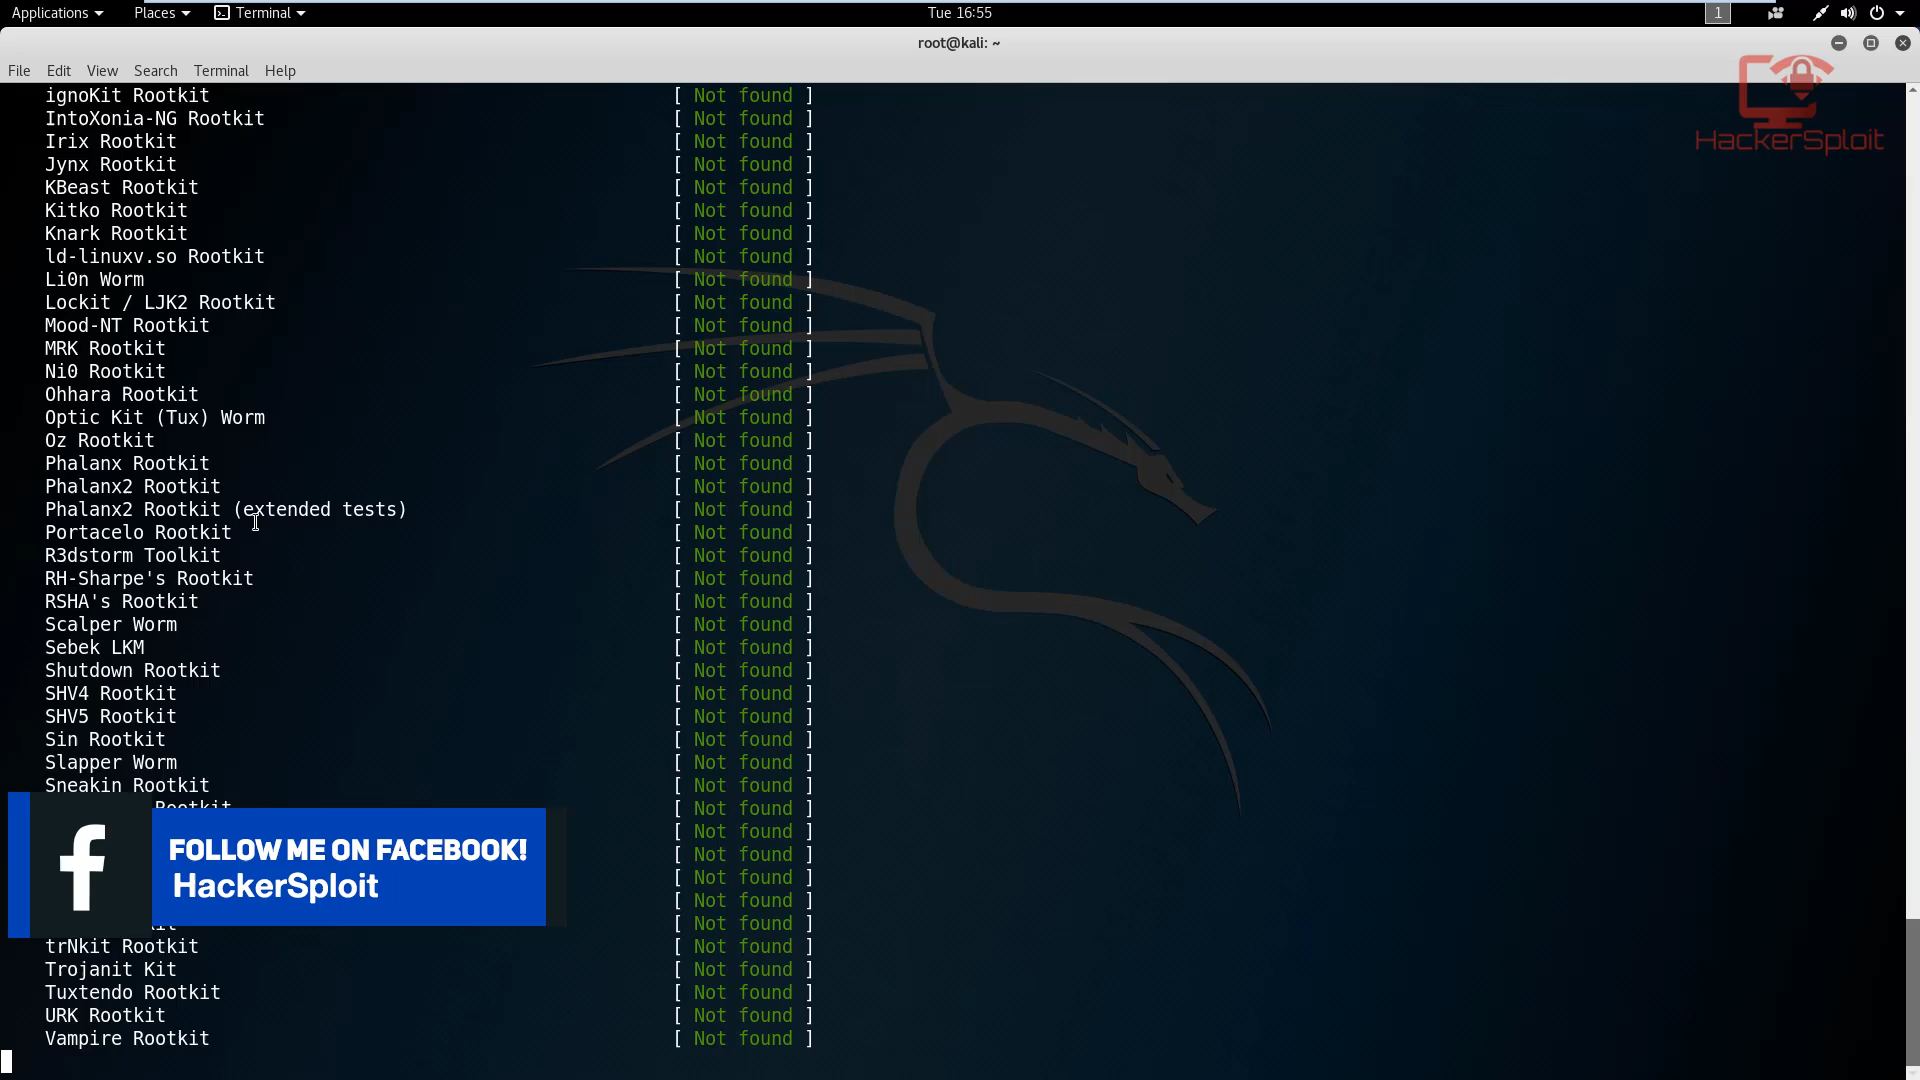 Applications Places Terminal Tue 16:55 1
root@kali: ~
File Edit View Search Terminal Help
HackerSploit
ignoKit Rootkit [ Not found ]
IntoXonia-NG Rootkit [ Not found ]
Irix Rootkit [ Not found ]
Jynx Rootkit [ Not found ]
KBeast Rootkit [ Not found ]
Kitko Rootkit [ Not found ]
Knark Rootkit [ Not found ]
ld-linuxv.so Rootkit [ Not found ]
Li0n Worm [ Not found ]
Lockit / LJK2 Rootkit [ Not found ]
Mood-NT Rootkit [ Not found ]
MRK Rootkit [ Not found ]
Ni0 Rootkit [ Not found ]
Ohhara Rootkit [ Not found ]
Optic Kit (Tux) Worm [ Not found ]
Oz Rootkit [ Not found ]
Phalanx Rootkit [ Not found ]
Phalanx2 Rootkit [ Not found ]
Phalanx2 Rootkit (extended tests) [ Not found ]
Portacelo Rootkit [ Not found ]
R3dstorm Toolkit [ Not found ]
RH-Sharpe's Rootkit [ Not found ]
RSHA's Rootkit [ Not found ]
Scalper Worm [ Not found ]
Sebek LKM [ Not found ]
Shutdown Rootkit [ Not found ]
SHV4 Rootkit [ Not found ]
SHV5 Rootkit [ Not found ]
Sin Rootkit [ Not found ]
Slapper Worm [ Not found ]
Sneakin Rootkit [ Not found ]
Rootkit [ Not found ]
[ Not found ]
FOLLOW ME ON FACEBOOK! [ Not found ]
HackerSploit [ Not found ]
[ Not found ]
[ Not found ]
trNkit Rootkit [ Not found ]
Trojanit Kit [ Not found ]
Tuxtendo Rootkit [ Not found ]
URK Rootkit [ Not found ]
Vampire Rootkit [ Not found ]